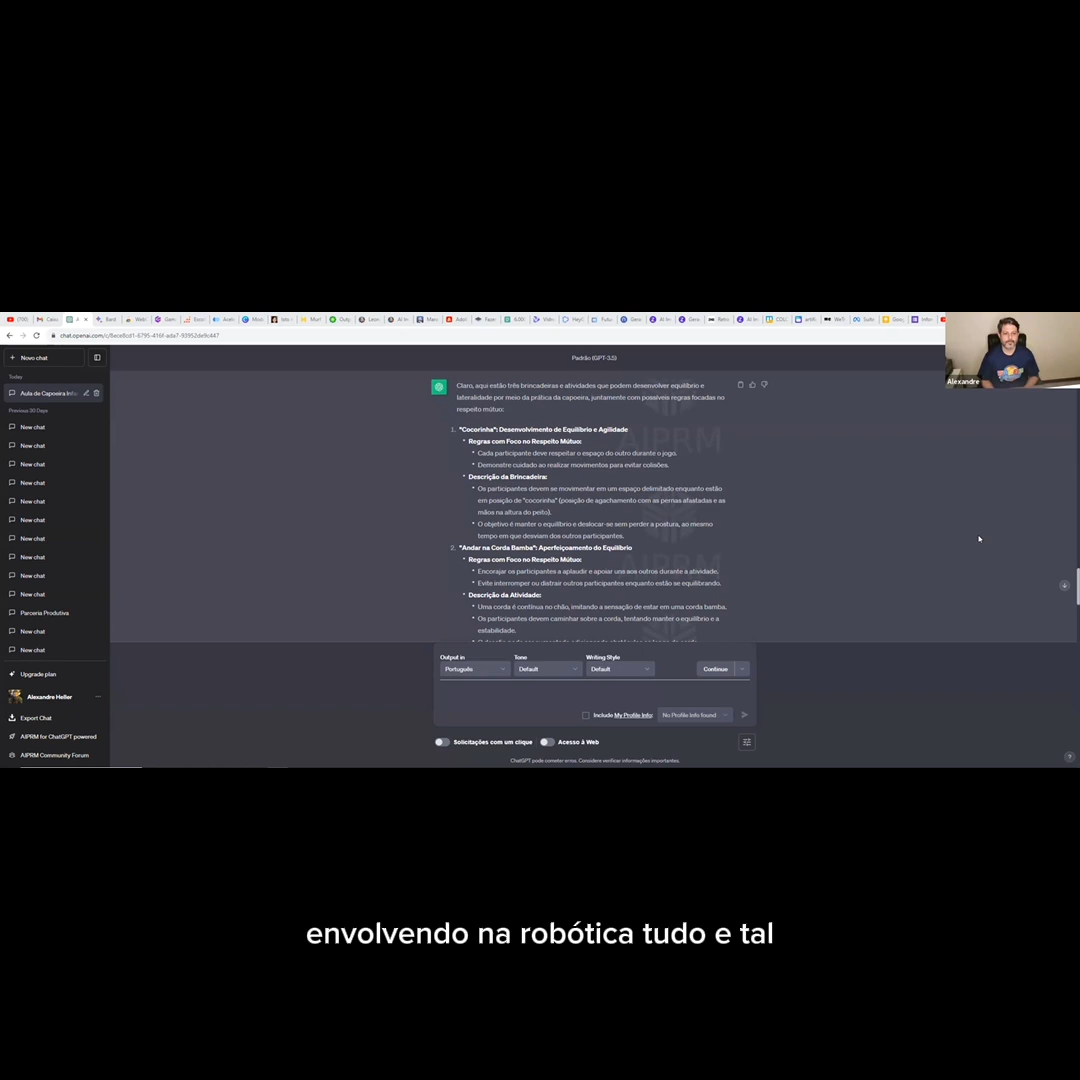 chat.openai.com/c/8ece8cd1-6795-416f-ada7-93952de9c447
Novo chat
Padrão (GPT-3.5)
Today
Aula de Capoeira Infa
Previous 30 Days
New chat
New chat
New chat
New chat
New chat
New chat
New chat
New chat
New chat
New chat
Parceria Produtiva
New chat
New chat
Upgrade plan
Alexandre Heller
Export Chat
AIPRM for ChatGPT powered
AIPRM Community Forum
Alexandre
Claro, aqui estão três brincadeiras e atividades que podem desenvolver equilíbrio e
lateralidade por meio da prática da capoeira, juntamente com possíveis regras focadas no
respeito mútuo:
1. "Cocorinha": Desenvolvimento de Equilíbrio e Agilidade
• Regras com Foco no Respeito Mútuo:
• Cada participante deve respeitar o espaço do outro durante o jogo.
• Demonstre cuidado ao realizar movimentos para evitar colisões.
• Descrição da Brincadeira:
• Os participantes devem se movimentar em um espaço delimitado enquanto estão
em posição de "cocorinha" (posição de agachamento com as pernas afastadas e as
mãos na altura do peito).
• O objetivo é manter o equilíbrio e deslocar-se sem perder a postura, ao mesmo
tempo em que desviam dos outros participantes.
2. "Andar na Corda Bamba": Aperfeiçoamento do Equilíbrio
• Regras com Foco no Respeito Mútuo:
• Encorajar os participantes a aplaudir e apoiar uns aos outros durante a atividade.
• Evite interromper ou distrair outros participantes enquanto estão se equilibrando.
• Descrição da Atividade:
• Uma corda é contínua no chão, imitando a sensação de estar em uma corda bamba.
• Os participantes devem caminhar sobre a corda, tentando manter o equilíbrio e a
estabilidade.
AIPRM
Output in
Tone
Writing Style
Português
Default
Default
Continue
Include My Profile Info:
No Profile Info found
Solicitações com um clique
Acesso à Web
ChatGPT pode cometer erros. Considere verificar informações importantes.
envolvendo na robótica tudo e tal